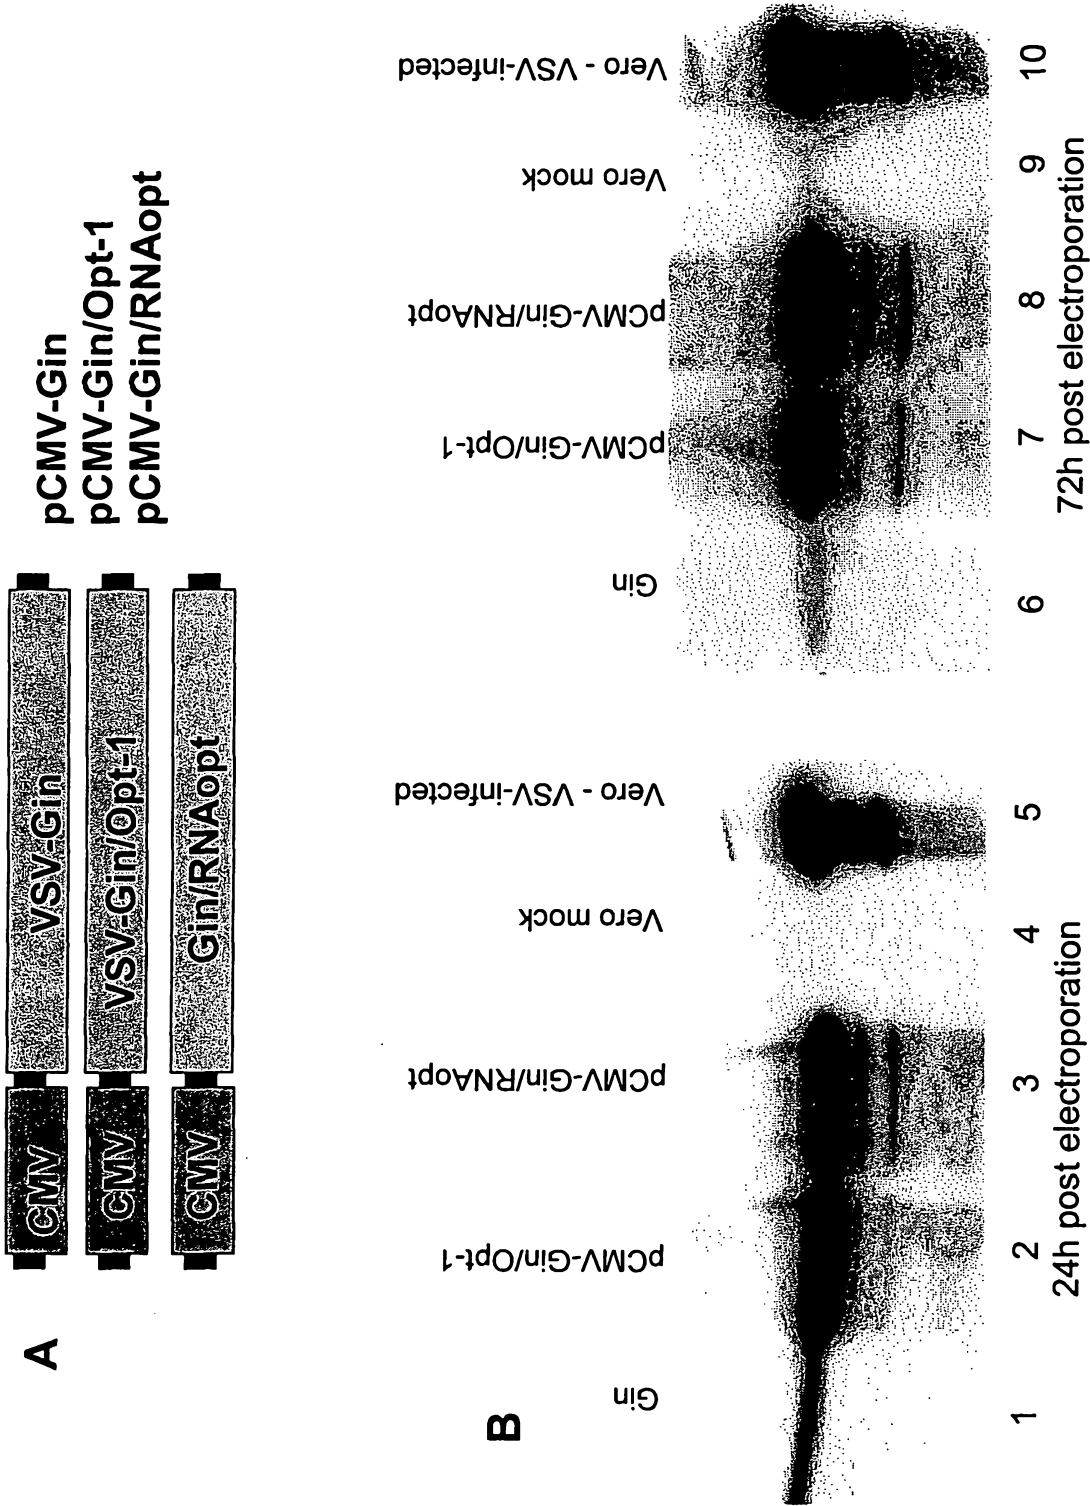 A
CMV VSV-Gin pCMV-Gin
CMV VSV-Gin/Opt-1 pCMV-Gin/Opt-1
CMV Gin/RNAopt pCMV-Gin/RNAopt
B
Gin
pCMV-Gin/Opt-1
pCMV-Gin/RNAopt
Vero mock
Vero - VSV-infected
1 2 3 4 5
24h post electroporation
Gin
pCMV-Gin/Opt-1
pCMV-Gin/RNAopt
Vero mock
Vero - VSV-infected
6 7 8 9 10
72h post electroporation